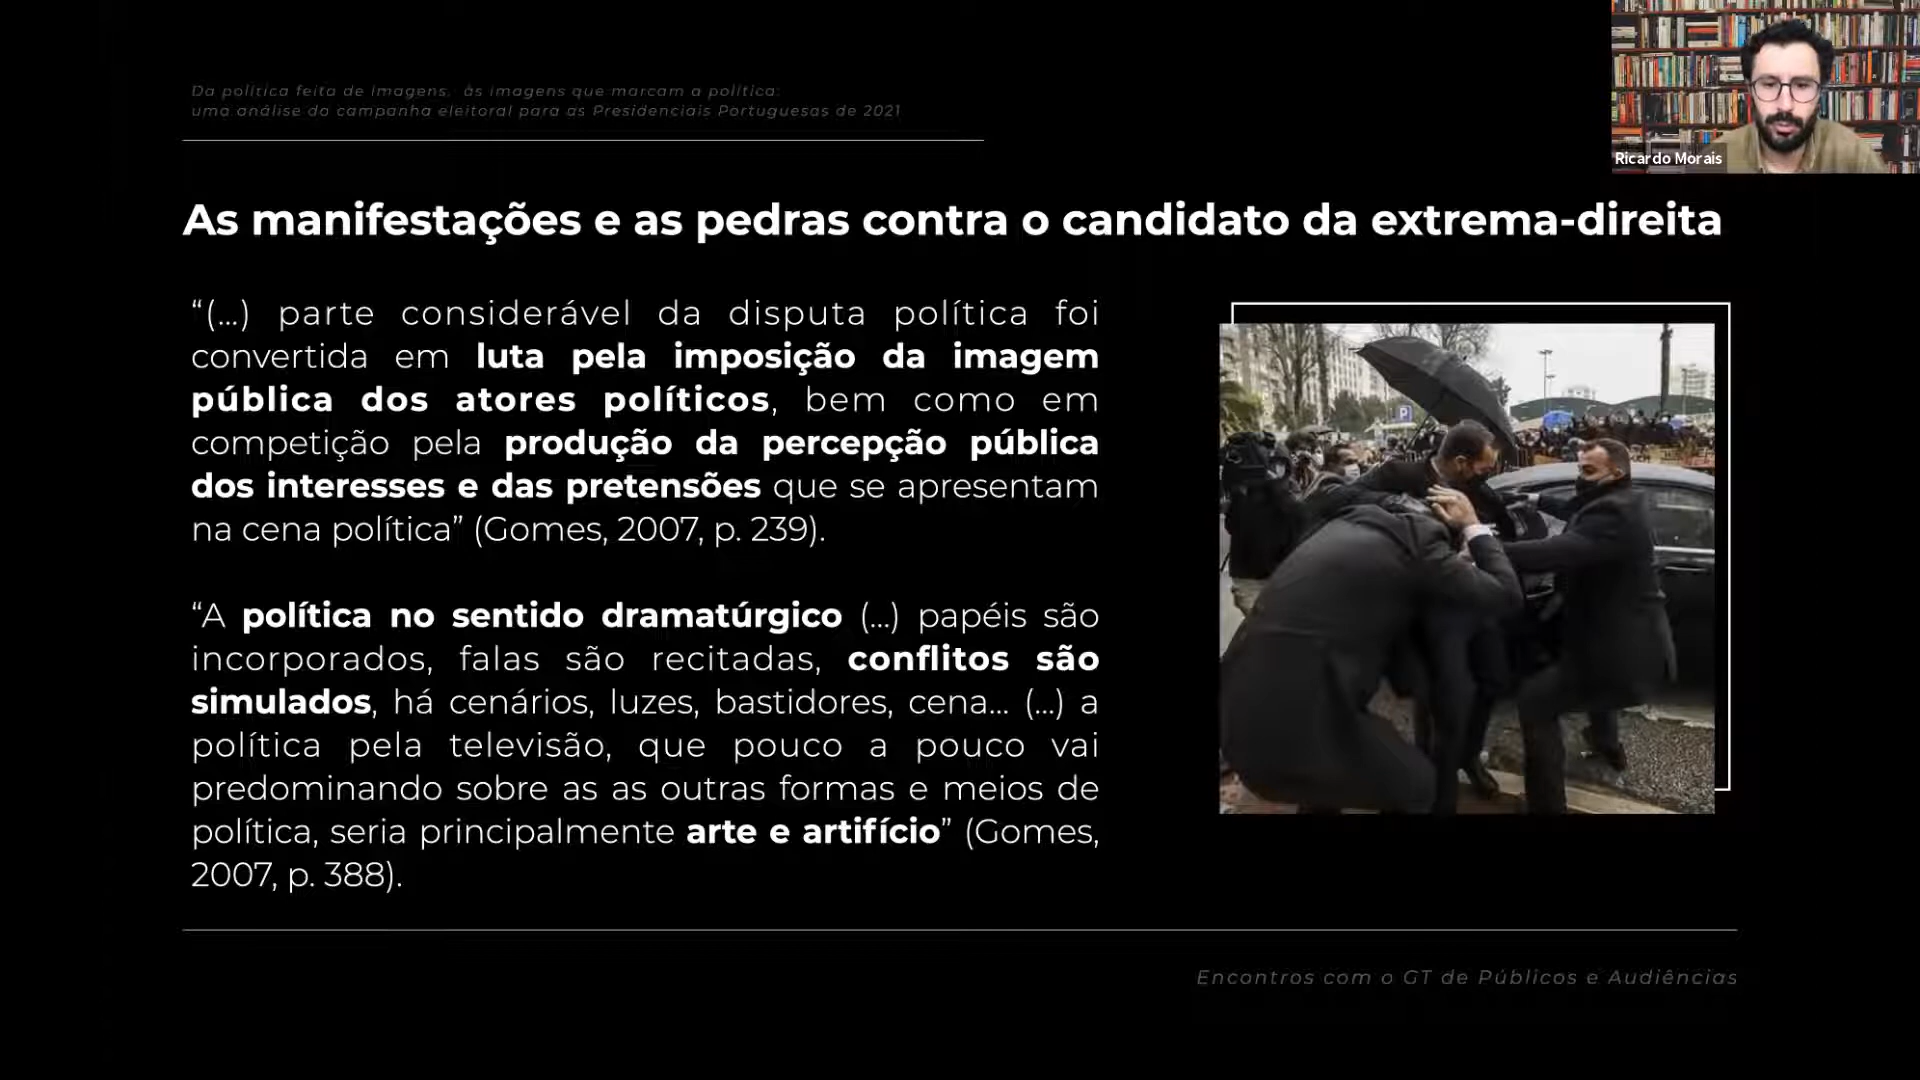 Da política feita de imagens, às imagens que marcam a política:
uma análise da campanha eleitoral para as Presidenciais Portuguesas de 2021
Ricardo Morais
As manifestações e as pedras contra o candidato da extrema-direita
“(...) parte considerável da disputa política foi
convertida em luta pela imposição da imagem
pública dos atores políticos, bem como em
competição pela produção da percepção pública
dos interesses e das pretensões que se apresentam
na cena política” (Gomes, 2007, p. 239).
“A política no sentido dramatúrgico (...) papéis são
incorporados, falas são recitadas, conflitos são
simulados, há cenários, luzes, bastidores, cena... (...) a
política pela televisão, que pouco a pouco vai
predominando sobre as as outras formas e meios de
política, seria principalmente arte e artifício” (Gomes,
2007, p. 388).
P
Encontros com o GT de Públicos e Audiências